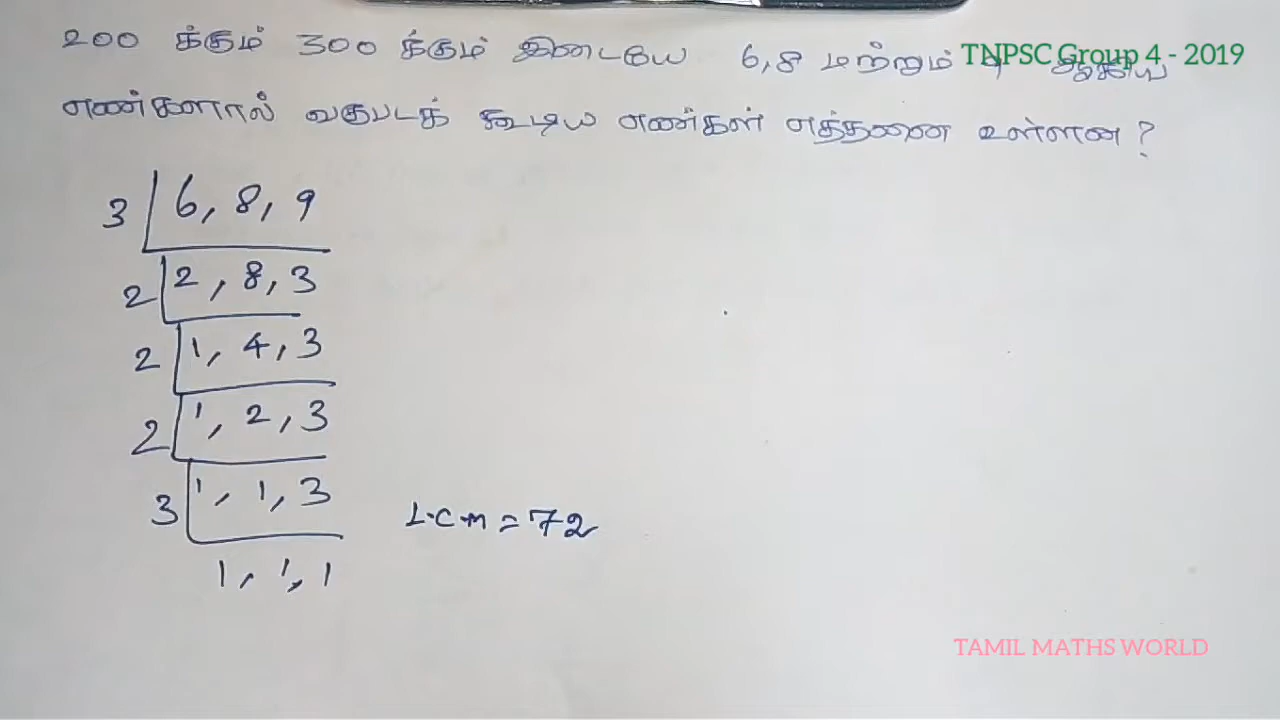 200 க்கும் 300 க்கும் இடையே 6,8 மற்றும் 9 ஆகிய
TNPSC Group 4 - 2019
எண்களால் வகுபடக் கூடிய எண்கள் எத்தனை உள்ளன ?
3 6, 8, 9
2 2, 8, 3
2 1, 4, 3
2 1, 2, 3
3 1, 1, 3
L.C.M = 72
1, 1, 1
TAMIL MATHS WORLD